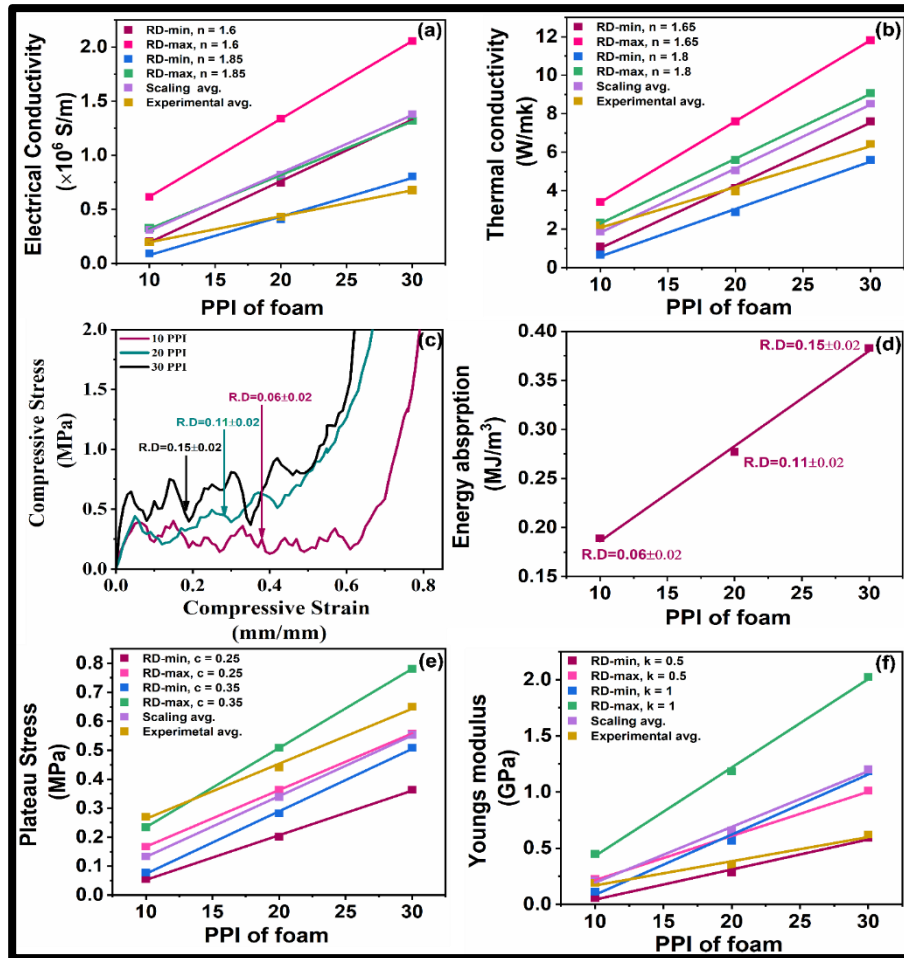 (a)
RD-min, n = 1.6
RD-max, n = 1.6
RD-min, n = 1.85
RD-max, n = 1.85
Scaling avg.
Experimental avg.
Electrical Conductivity
(×10⁶ S/m)
2.0
1.5
1.0
0.5
0.0
10 15 20 25 30
PPI of foam
(b)
RD-min, n = 1.65
RD-max, n = 1.65
RD-min, n = 1.8
RD-max, n = 1.8
Scaling avg.
Experimental avg.
Thermal conductivity
(W/mk)
12
10
8
6
4
2
0
10 15 20 25 30
PPI of foam
(c)
10 PPI
20 PPI
30 PPI
R.D=0.06±0.02
R.D=0.11±0.02
R.D=0.15±0.02
Compressive Stress
(MPa)
2.0
1.5
1.0
0.5
0.0
0.0 0.2 0.4 0.6 0.8
Compressive Strain
(mm/mm)
(d)
R.D=0.15±0.02
R.D=0.11±0.02
R.D=0.06±0.02
Energy absprption
(MJ/m³)
0.40
0.35
0.30
0.25
0.20
0.15
10 15 20 25 30
PPI of foam
(e)
RD-min, c = 0.25
RD-max, c = 0.25
RD-min, c = 0.35
RD-max, c = 0.35
Scaling avg.
Experimetal avg.
Plateau Stress
(MPa)
0.8
0.7
0.6
0.5
0.4
0.3
0.2
0.1
0.0
10 15 20 25 30
PPI of foam
(f)
RD-min, k = 0.5
RD-max, k = 0.5
RD-min, k = 1
RD-max, k = 1
Scaling avg.
Experimental avg.
Youngs modulus
(GPa)
2.0
1.5
1.0
0.5
0.0
10 15 20 25 30
PPI of foam